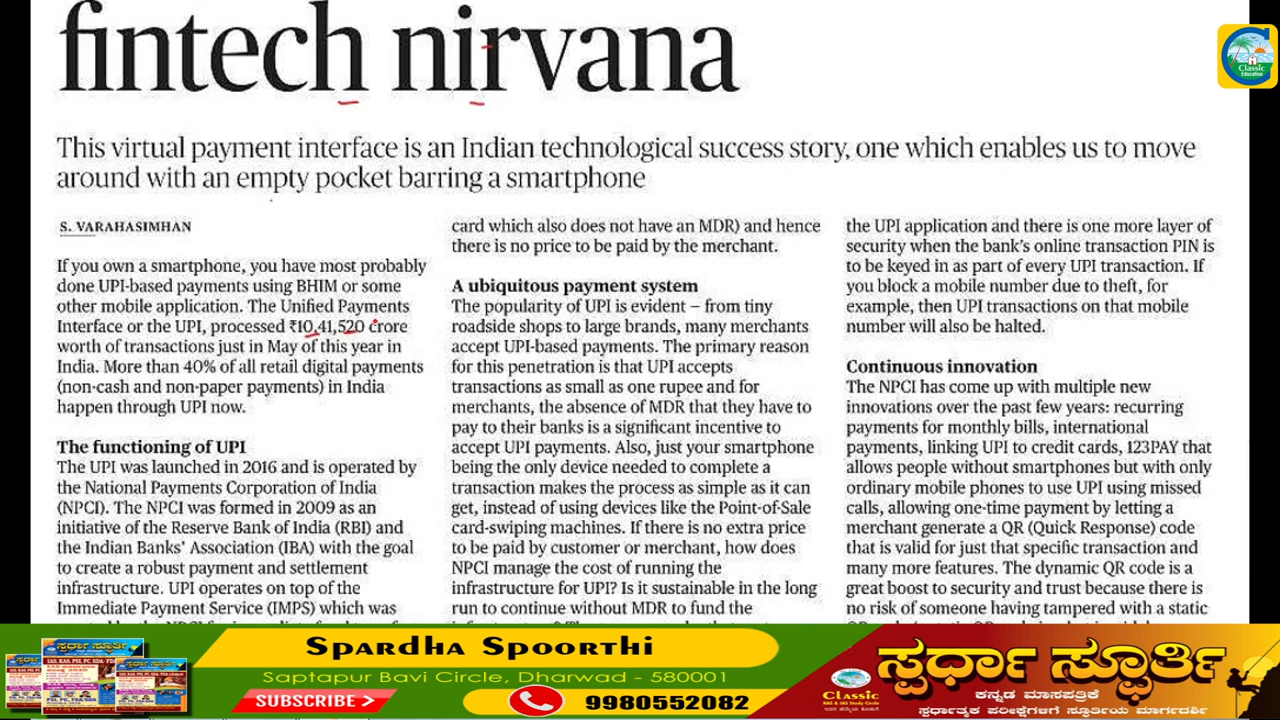 fintech nirvana
This virtual payment interface is an Indian technological success story, one which enables us to move
around with an empty pocket barring a smartphone
S. VARAHASIMHAN
If you own a smartphone, you have most probably
done UPI-based payments using BHIM or some
other mobile application. The Unified Payments
Interface or the UPI, processed ₹10,41,520 crore
worth of transactions just in May of this year in
India. More than 40% of all retail digital payments
(non-cash and non-paper payments) in India
happen through UPI now.
The functioning of UPI
The UPI was launched in 2016 and is operated by
the National Payments Corporation of India
(NPCI). The NPCI was formed in 2009 as an
initiative of the Reserve Bank of India (RBI) and
the Indian Banks' Association (IBA) with the goal
to create a robust payment and settlement
infrastructure. UPI operates on top of the
Immediate Payment Service (IMPS) which was
card which also does not have an MDR) and hence
there is no price to be paid by the merchant.
A ubiquitous payment system
The popularity of UPI is evident – from tiny
roadside shops to large brands, many merchants
accept UPI-based payments. The primary reason
for this penetration is that UPI accepts
transactions as small as one rupee and for
merchants, the absence of MDR that they have to
pay to their banks is a significant incentive to
accept UPI payments. Also, just your smartphone
being the only device needed to complete a
transaction makes the process as simple as it can
get, instead of using devices like the Point-of-Sale
card-swiping machines. If there is no extra price
to be paid by customer or merchant, how does
NPCI manage the cost of running the
infrastructure for UPI? Is it sustainable in the long
run to continue without MDR to fund the
the UPI application and there is one more layer of
security when the bank's online transaction PIN is
to be keyed in as part of every UPI transaction. If
you block a mobile number due to theft, for
example, then UPI transactions on that mobile
number will also be halted.
Continuous innovation
The NPCI has come up with multiple new
innovations over the past few years: recurring
payments for monthly bills, international
payments, linking UPI to credit cards, 123PAY that
allows people without smartphones but with only
ordinary mobile phones to use UPI using missed
calls, allowing one-time payment by letting a
merchant generate a QR (Quick Response) code
that is valid for just that specific transaction and
many more features. The dynamic QR code is a
great boost to security and trust because there is
no risk of someone having tampered with a static
Classic
Education
Spardha Spoorthi
Saptapur Bavi Circle, Dharwad - 580001
SUBSCRIBE
9980552082
Classic
ಸ್ಪರ್ಧಾ ಸ್ಫೂರ್ತಿ
ಕನ್ನಡ ಮಾಸಪತ್ರಿಕೆ
ಸ್ಪರ್ಧಾತ್ಮಕ ಪರೀಕ್ಷೆಗಳಿಗೆ ಸ್ಫೂರ್ತಿಯ ಮಾರ್ಗದರ್ಶಿ